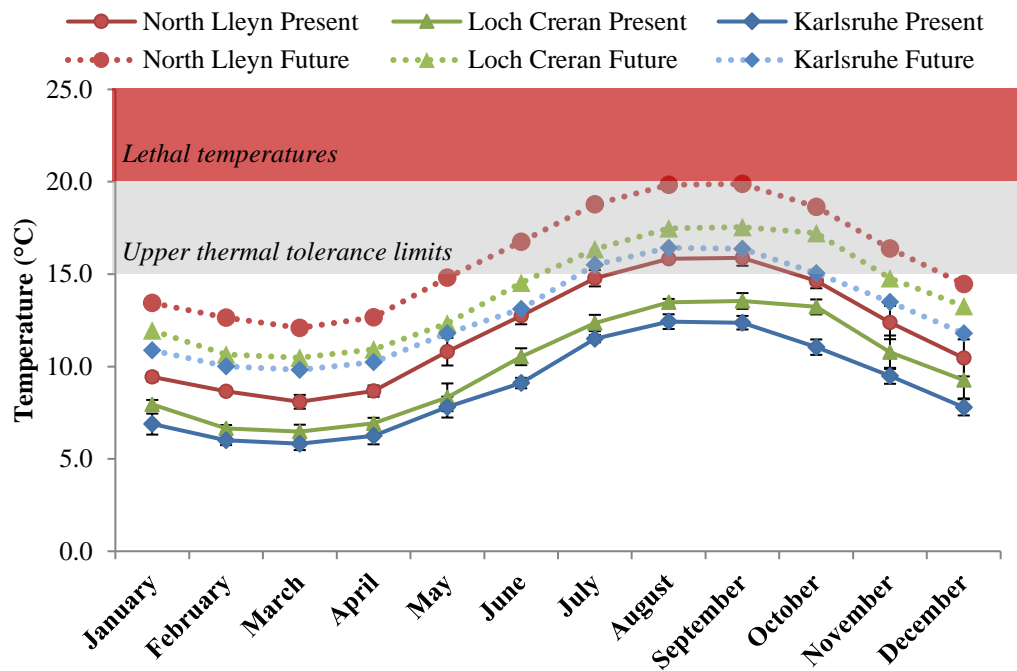 North Lleyn Present Loch Creran Present Karlsruhe Present
North Lleyn Future Loch Creran Future Karlsruhe Future
25.0
Lethal temperatures
20.0
Upper thermal tolerance limits
15.0
10.0
5.0
0.0
Temperature (°C)
January February March April May June July August September October November December